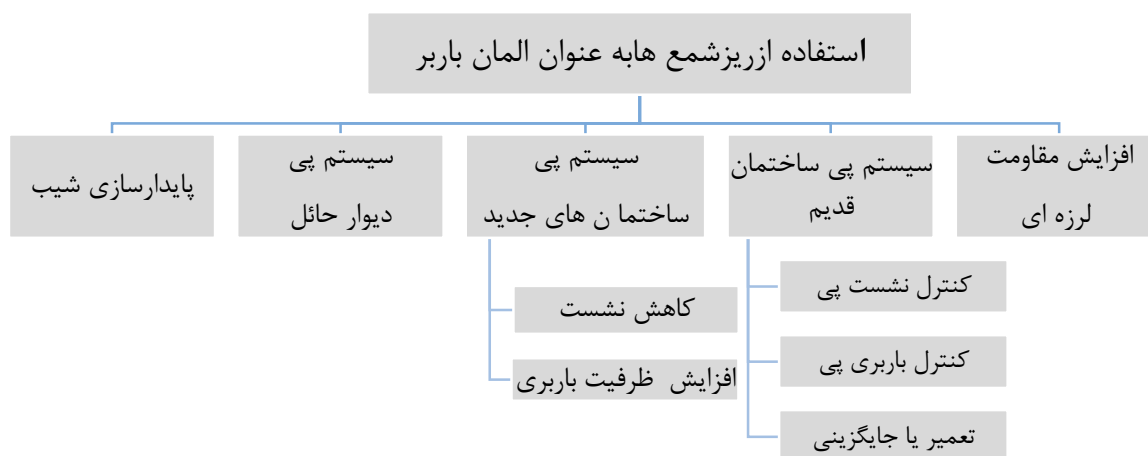 استفاده ازریزشمع هابه عنوان المان باربر
افزایش مقاومت
لرزه ای
سیستم پی ساختمان
قدیم
کنترل نشست پی
کنترل باربری پی
تعمیر یا جایگزینی
سیستم پی
ساختما ن های جدید
کاهش نشست
افزایش ظرفیت باربری
سیستم پی
دیوار حائل
پایدارسازی شیب